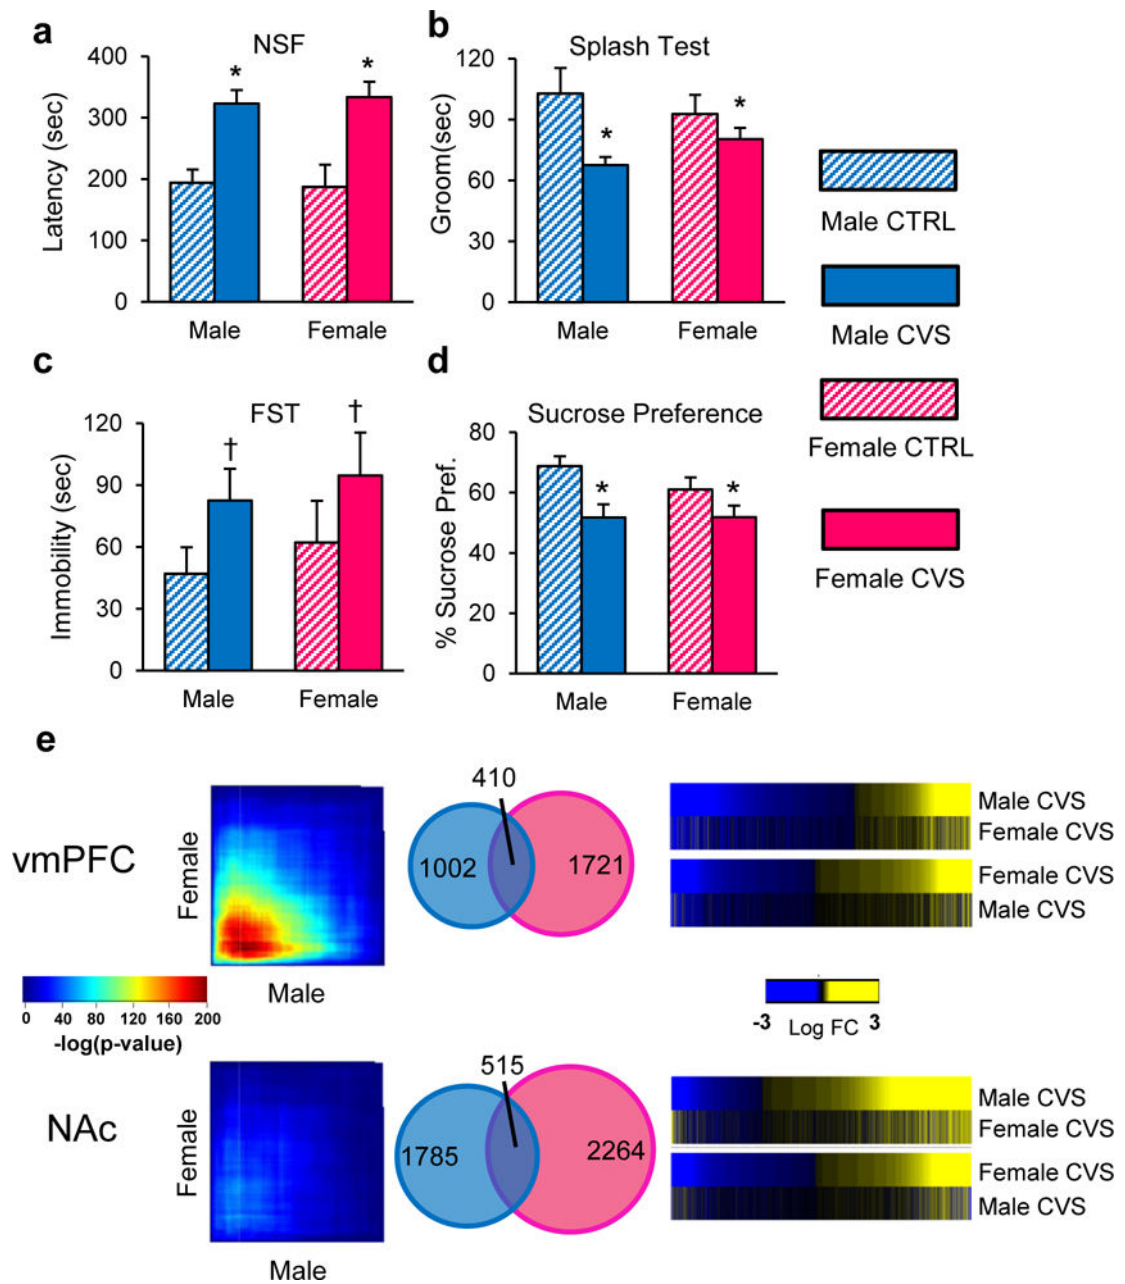 a
NSF
Latency (sec)
400
300
200
100
0
*
*
Male
Female
b
Splash Test
Groom(sec)
120
90
60
30
0
*
*
Male
Female
Male CTRL
Male CVS
Female CTRL
Female CVS
c
FST
Immobility (sec)
120
90
60
30
0
†
†
Male
Female
d
Sucrose Preference
% Sucrose Pref.
80
60
40
20
0
*
*
Male
Female
e
vmPFC
Female
Male
410
1002
1721
Male CVS
Female CVS
Female CVS
Male CVS
0 40 80 120 160 200
-log(p-value)
-3 Log FC 3
NAc
Female
Male
515
1785
2264
Male CVS
Female CVS
Female CVS
Male CVS